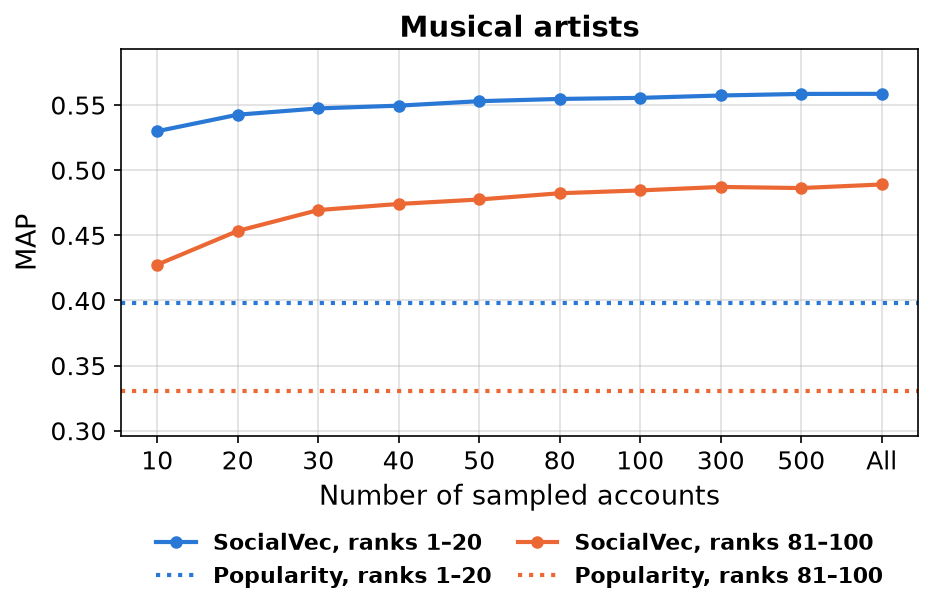 Musical artists
MAP
0.55
0.50
0.45
0.40
0.35
0.30
10 20 30 40 50 80 100 300 500 All
Number of sampled accounts
SocialVec, ranks 1–20 SocialVec, ranks 81–100
Popularity, ranks 1–20 Popularity, ranks 81–100